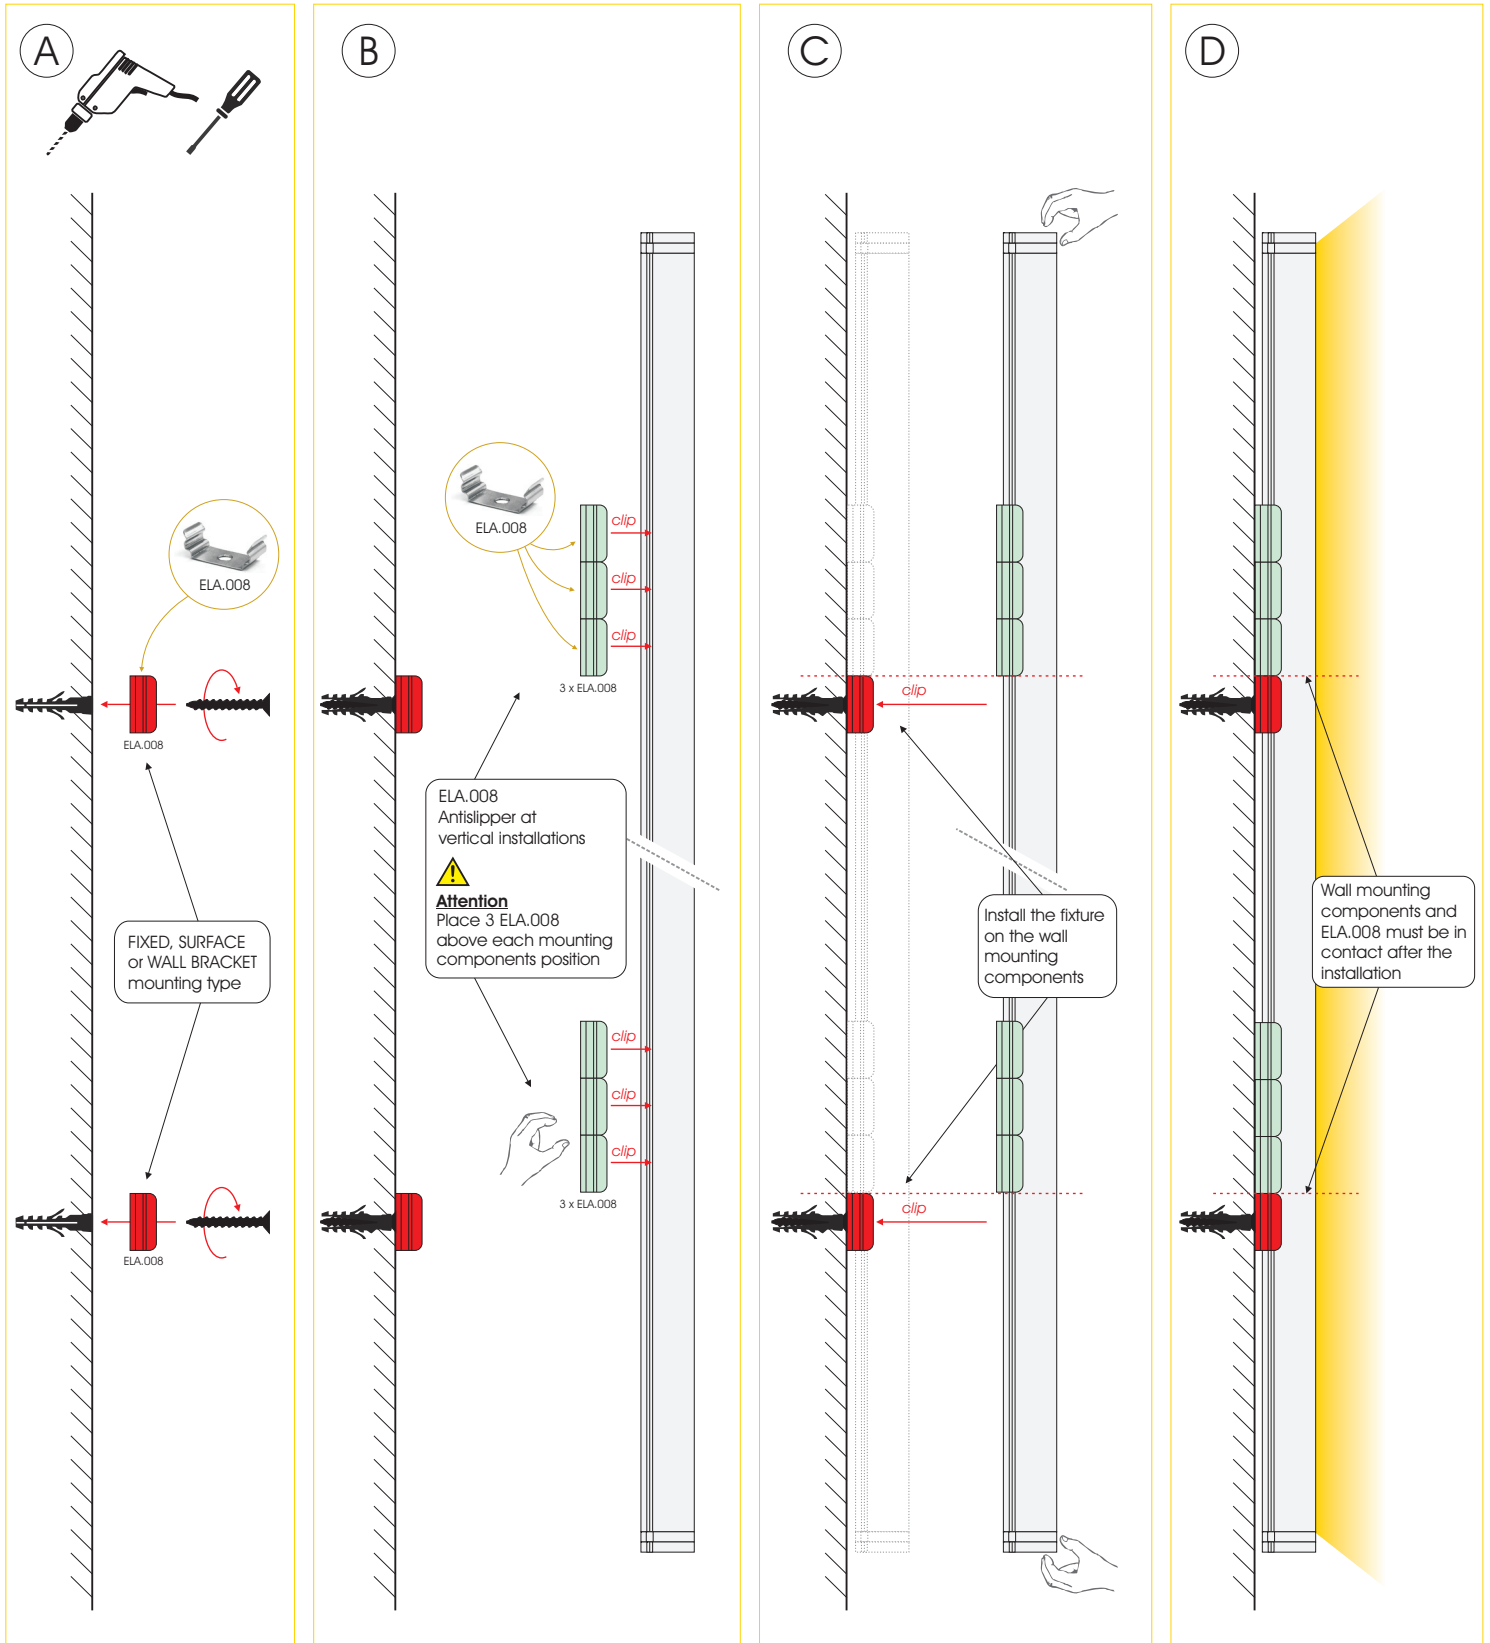 A
ELA.008
ELA.008
FIXED, SURFACE
or WALL BRACKET
mounting type
ELA.008
B
ELA.008
clip
clip
clip
3 x ELA.008
ELA.008
Antislipper at
vertical installations
Attention
Place 3 ELA.008
above each mounting
components position
clip
clip
clip
3 x ELA.008
C
clip
Install the fixture
on the wall
mounting
components
clip
D
Wall mounting
components and
ELA.008 must be in
contact after the
installation